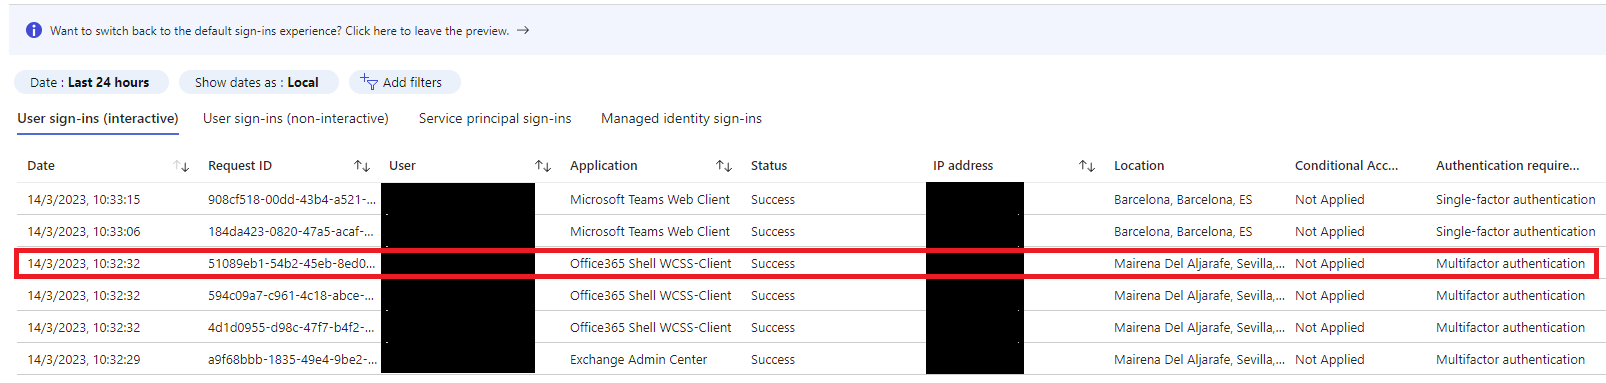 Want to switch back to the default sign-ins experience? Click here to leave the preview. →
Date : Last 24 hours Show dates as : Local Add filters
User sign-ins (interactive) User sign-ins (non-interactive) Service principal sign-ins Managed identity sign-ins
Date Request ID User Application Status IP address Location Conditional Acc... Authentication require...
14/3/2023, 10:33:15 908cf518-00dd-43b4-a521-... Microsoft Teams Web Client Success Barcelona, Barcelona, ES Not Applied Single-factor authentication
14/3/2023, 10:33:06 184da423-0820-47a5-acaf-... Microsoft Teams Web Client Success Barcelona, Barcelona, ES Not Applied Single-factor authentication
14/3/2023, 10:32:32 51089eb1-54b2-45eb-8ed0... Office365 Shell WCSS-Client Success Mairena Del Aljarafe, Sevilla,... Not Applied Multifactor authentication
14/3/2023, 10:32:32 594c09a7-c961-4c18-abce-... Office365 Shell WCSS-Client Success Mairena Del Aljarafe, Sevilla,... Not Applied Multifactor authentication
14/3/2023, 10:32:32 4d1d0955-d98c-47f7-b4f2-... Office365 Shell WCSS-Client Success Mairena Del Aljarafe, Sevilla,... Not Applied Multifactor authentication
14/3/2023, 10:32:29 a9f68bbb-1835-49e4-9be2-... Exchange Admin Center Success Mairena Del Aljarafe, Sevilla,... Not Applied Multifactor authentication